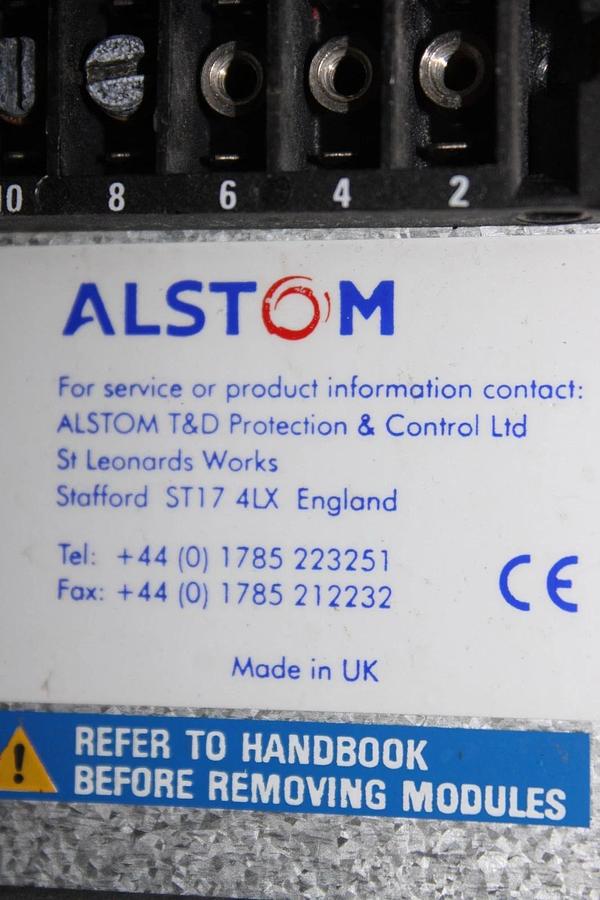 10 8 6 4 2
ALSTOM
For service or product information contact:
ALSTOM T&D Protection & Control Ltd
St Leonards Works
Stafford ST17 4LX England
Tel: +44 (0) 1785 223251
Fax: +44 (0) 1785 212232
CE
Made in UK
! REFER TO HANDBOOK
BEFORE REMOVING MODULES